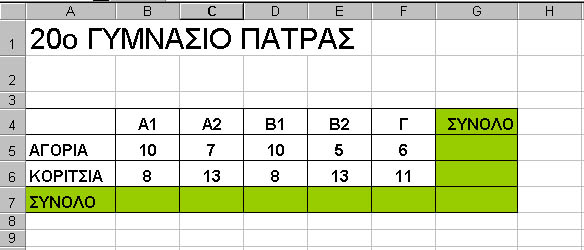 A B C D E F G H
1 20ο ΓΥΜΝΑΣΙΟ ΠΑΤΡΑΣ
2
3
4 Α1 Α2 Β1 Β2 Γ ΣΥΝΟΛΟ
5 ΑΓΟΡΙΑ 10 7 10 5 6
6 ΚΟΡΙΤΣΙΑ 8 13 8 13 11
7 ΣΥΝΟΛΟ
8
9